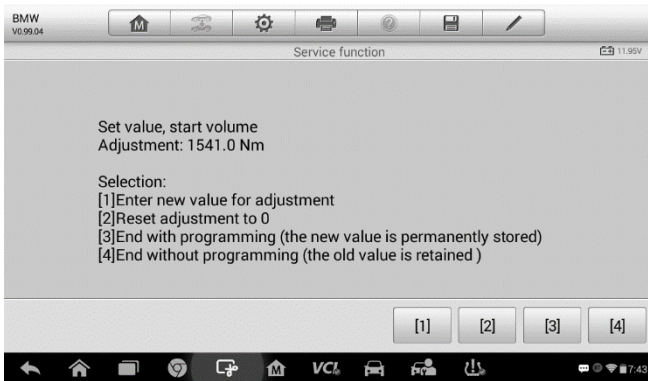 BMW
V0.99.04
M
Service function
11.95V
Set value, start volume
Adjustment: 1541.0 Nm
Selection:
[1]Enter new value for adjustment
[2]Reset adjustment to 0
[3]End with programming (the new value is permanently stored)
[4]End without programming (the old value is retained )
[1] [2] [3] [4]
M VCI 7:43